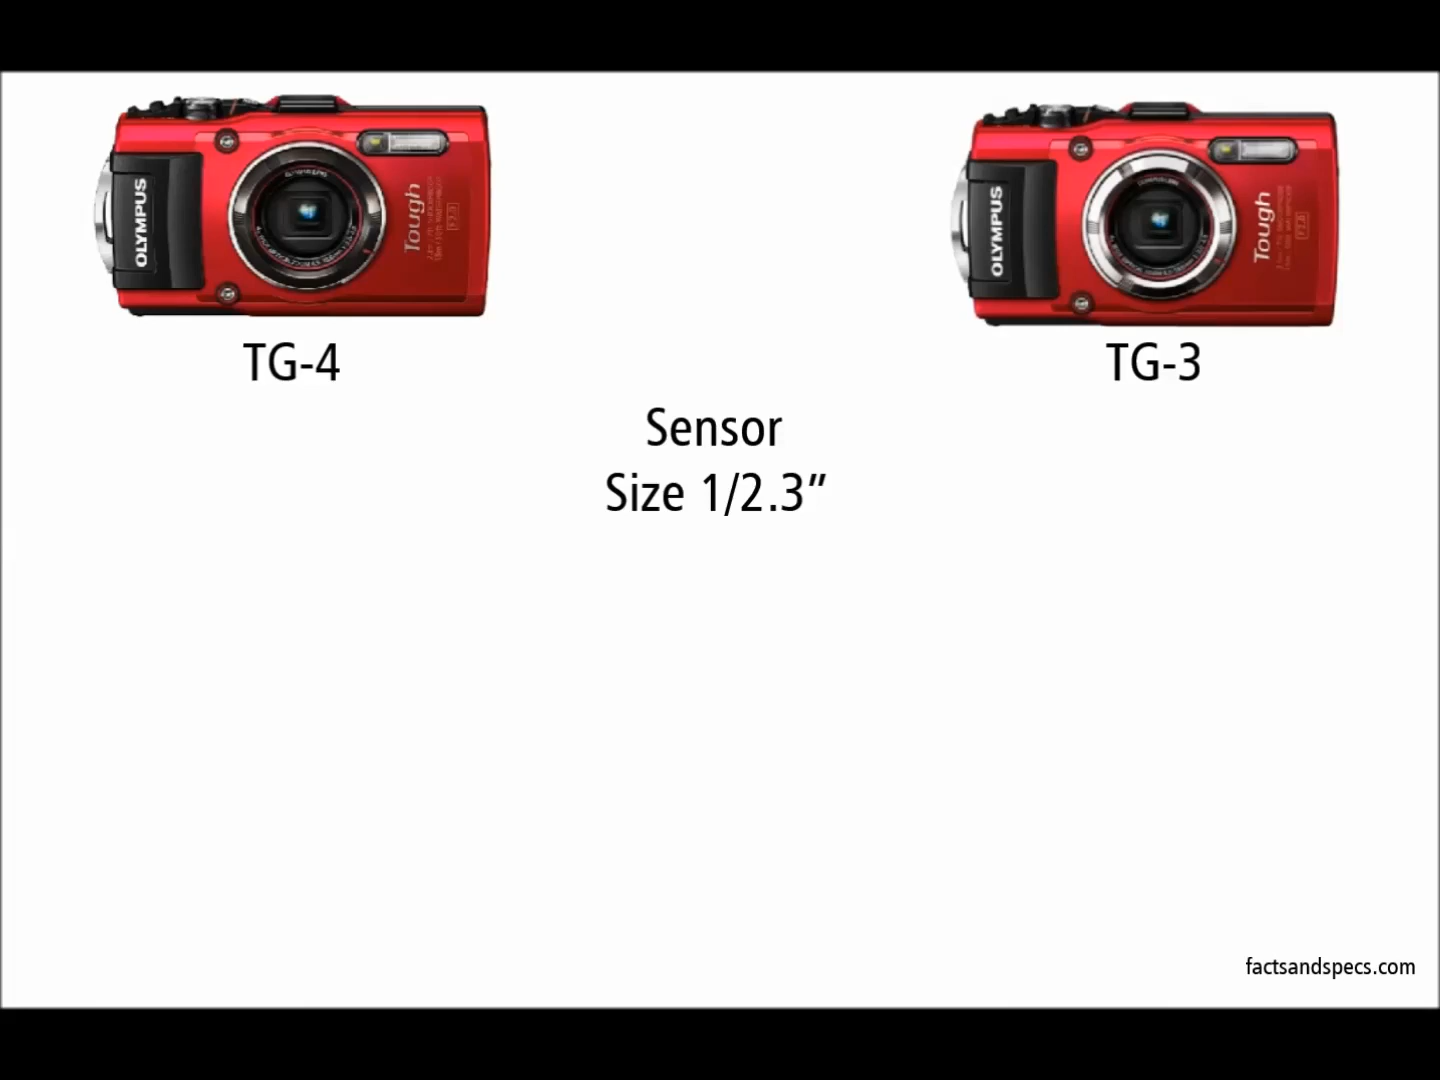 OLYMPUS
Tough
OLYMPUS
Tough
TG-4
TG-3
Sensor
Size 1/2.3”
factsandspecs.com